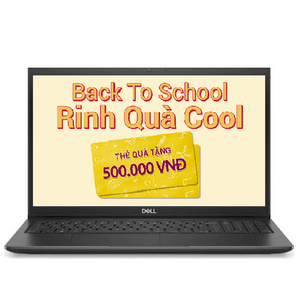 Back To School
Rinh Quà Cool
THẺ QUÀ TẶNG
500.000 VNĐ
DELL